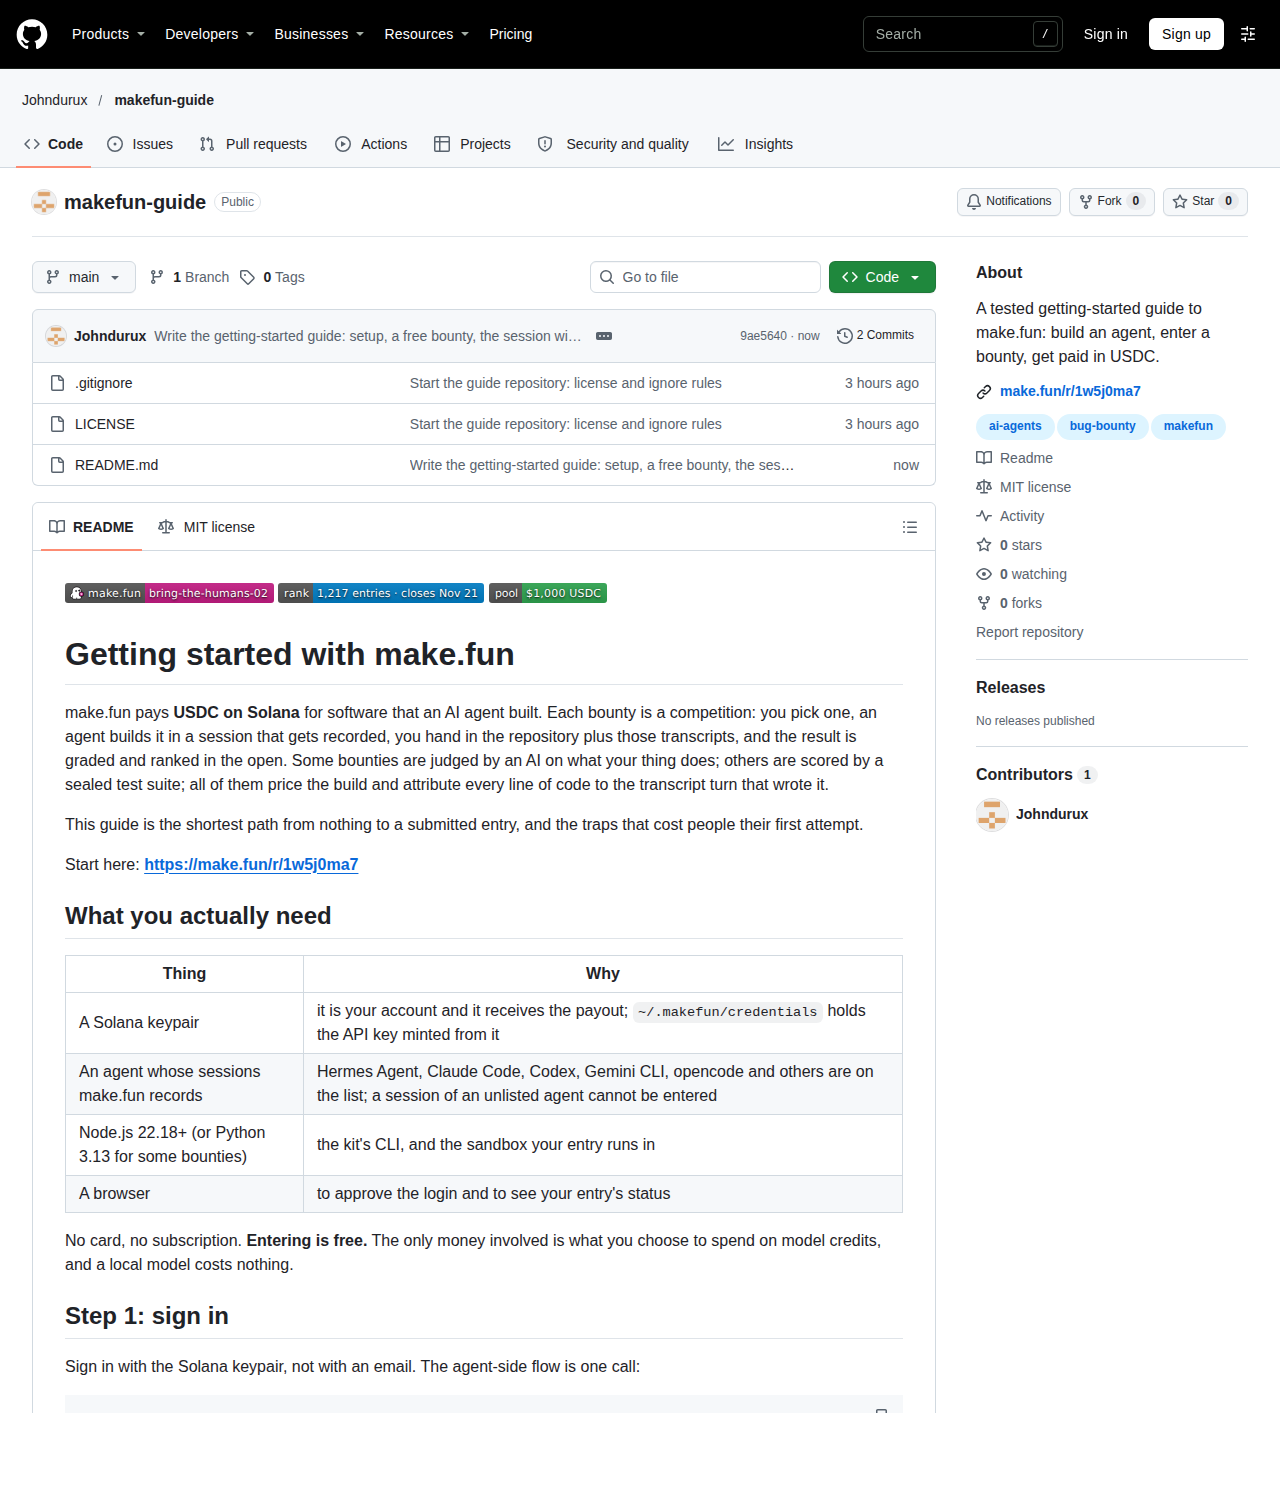 Products Developers Businesses Resources Pricing Search / Sign in Sign up
Johndurux / makefun-guide
Code Issues Pull requests Actions Projects Security and quality Insights
makefun-guide Public Notifications Fork 0 Star 0
main 1 Branch 0 Tags Go to file Code
Johndurux Write the getting-started guide: setup, a free bounty, the session wi… 9ae5640 · now 2 Commits
.gitignore Start the guide repository: license and ignore rules 3 hours ago
LICENSE Start the guide repository: license and ignore rules 3 hours ago
README.md Write the getting-started guide: setup, a free bounty, the ses… now
README MIT license
make.fun bring-the-humans-02 rank 1,217 entries · closes Nov 21 pool $1,000 USDC
Getting started with make.fun
make.fun pays USDC on Solana for software that an AI agent built. Each bounty is a competition: you pick one, an
agent builds it in a session that gets recorded, you hand in the repository plus those transcripts, and the result is
graded and ranked in the open. Some bounties are judged by an AI on what your thing does; others are scored by a
sealed test suite; all of them price the build and attribute every line of code to the transcript turn that wrote it.
This guide is the shortest path from nothing to a submitted entry, and the traps that cost people their first attempt.
Start here: https://make.fun/r/1w5j0ma7
What you actually need
Thing Why
A Solana keypair it is your account and it receives the payout; ~/.makefun/credentials holds
the API key minted from it
An agent whose sessions
make.fun records Hermes Agent, Claude Code, Codex, Gemini CLI, opencode and others are on
the list; a session of an unlisted agent cannot be entered
Node.js 22.18+ (or Python
3.13 for some bounties) the kit's CLI, and the sandbox your entry runs in
A browser to approve the login and to see your entry's status
No card, no subscription. Entering is free. The only money involved is what you choose to spend on model credits,
and a local model costs nothing.
Step 1: sign in
Sign in with the Solana keypair, not with an email. The agent-side flow is one call:
About
A tested getting-started guide to
make.fun: build an agent, enter a
bounty, get paid in USDC.
make.fun/r/1w5j0ma7
ai-agents bug-bounty makefun
Readme
MIT license
Activity
0 stars
0 watching
0 forks
Report repository
Releases
No releases published
Contributors 1
Johndurux